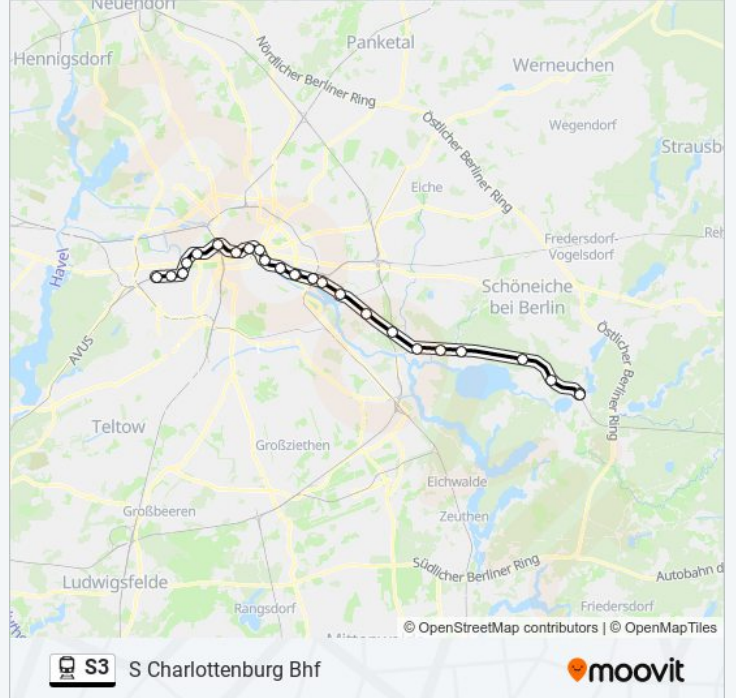 Neuendorf
Panketal
Hennigsdorf
Nördlicher Berliner Ring
Werneuchen
Östlicher Berliner Ring
Wegendorf
Strausb
Eiche
Fredersdorf-
Vogelsdorf
Reh
Havel
Schöneiche
bei Berlin
AVUS
Östlicher Berliner Ring
Teltow
Großziethen
Eichwalde
Großbeeren
Zeuthen
Südlicher Berliner Ring
Autobahn d
Ludwigsfelde
Rangsdorf
Friedersdorf
© OpenStreetMap contributors | © OpenMapTiles
S3 S Charlottenburg Bhf
moovit